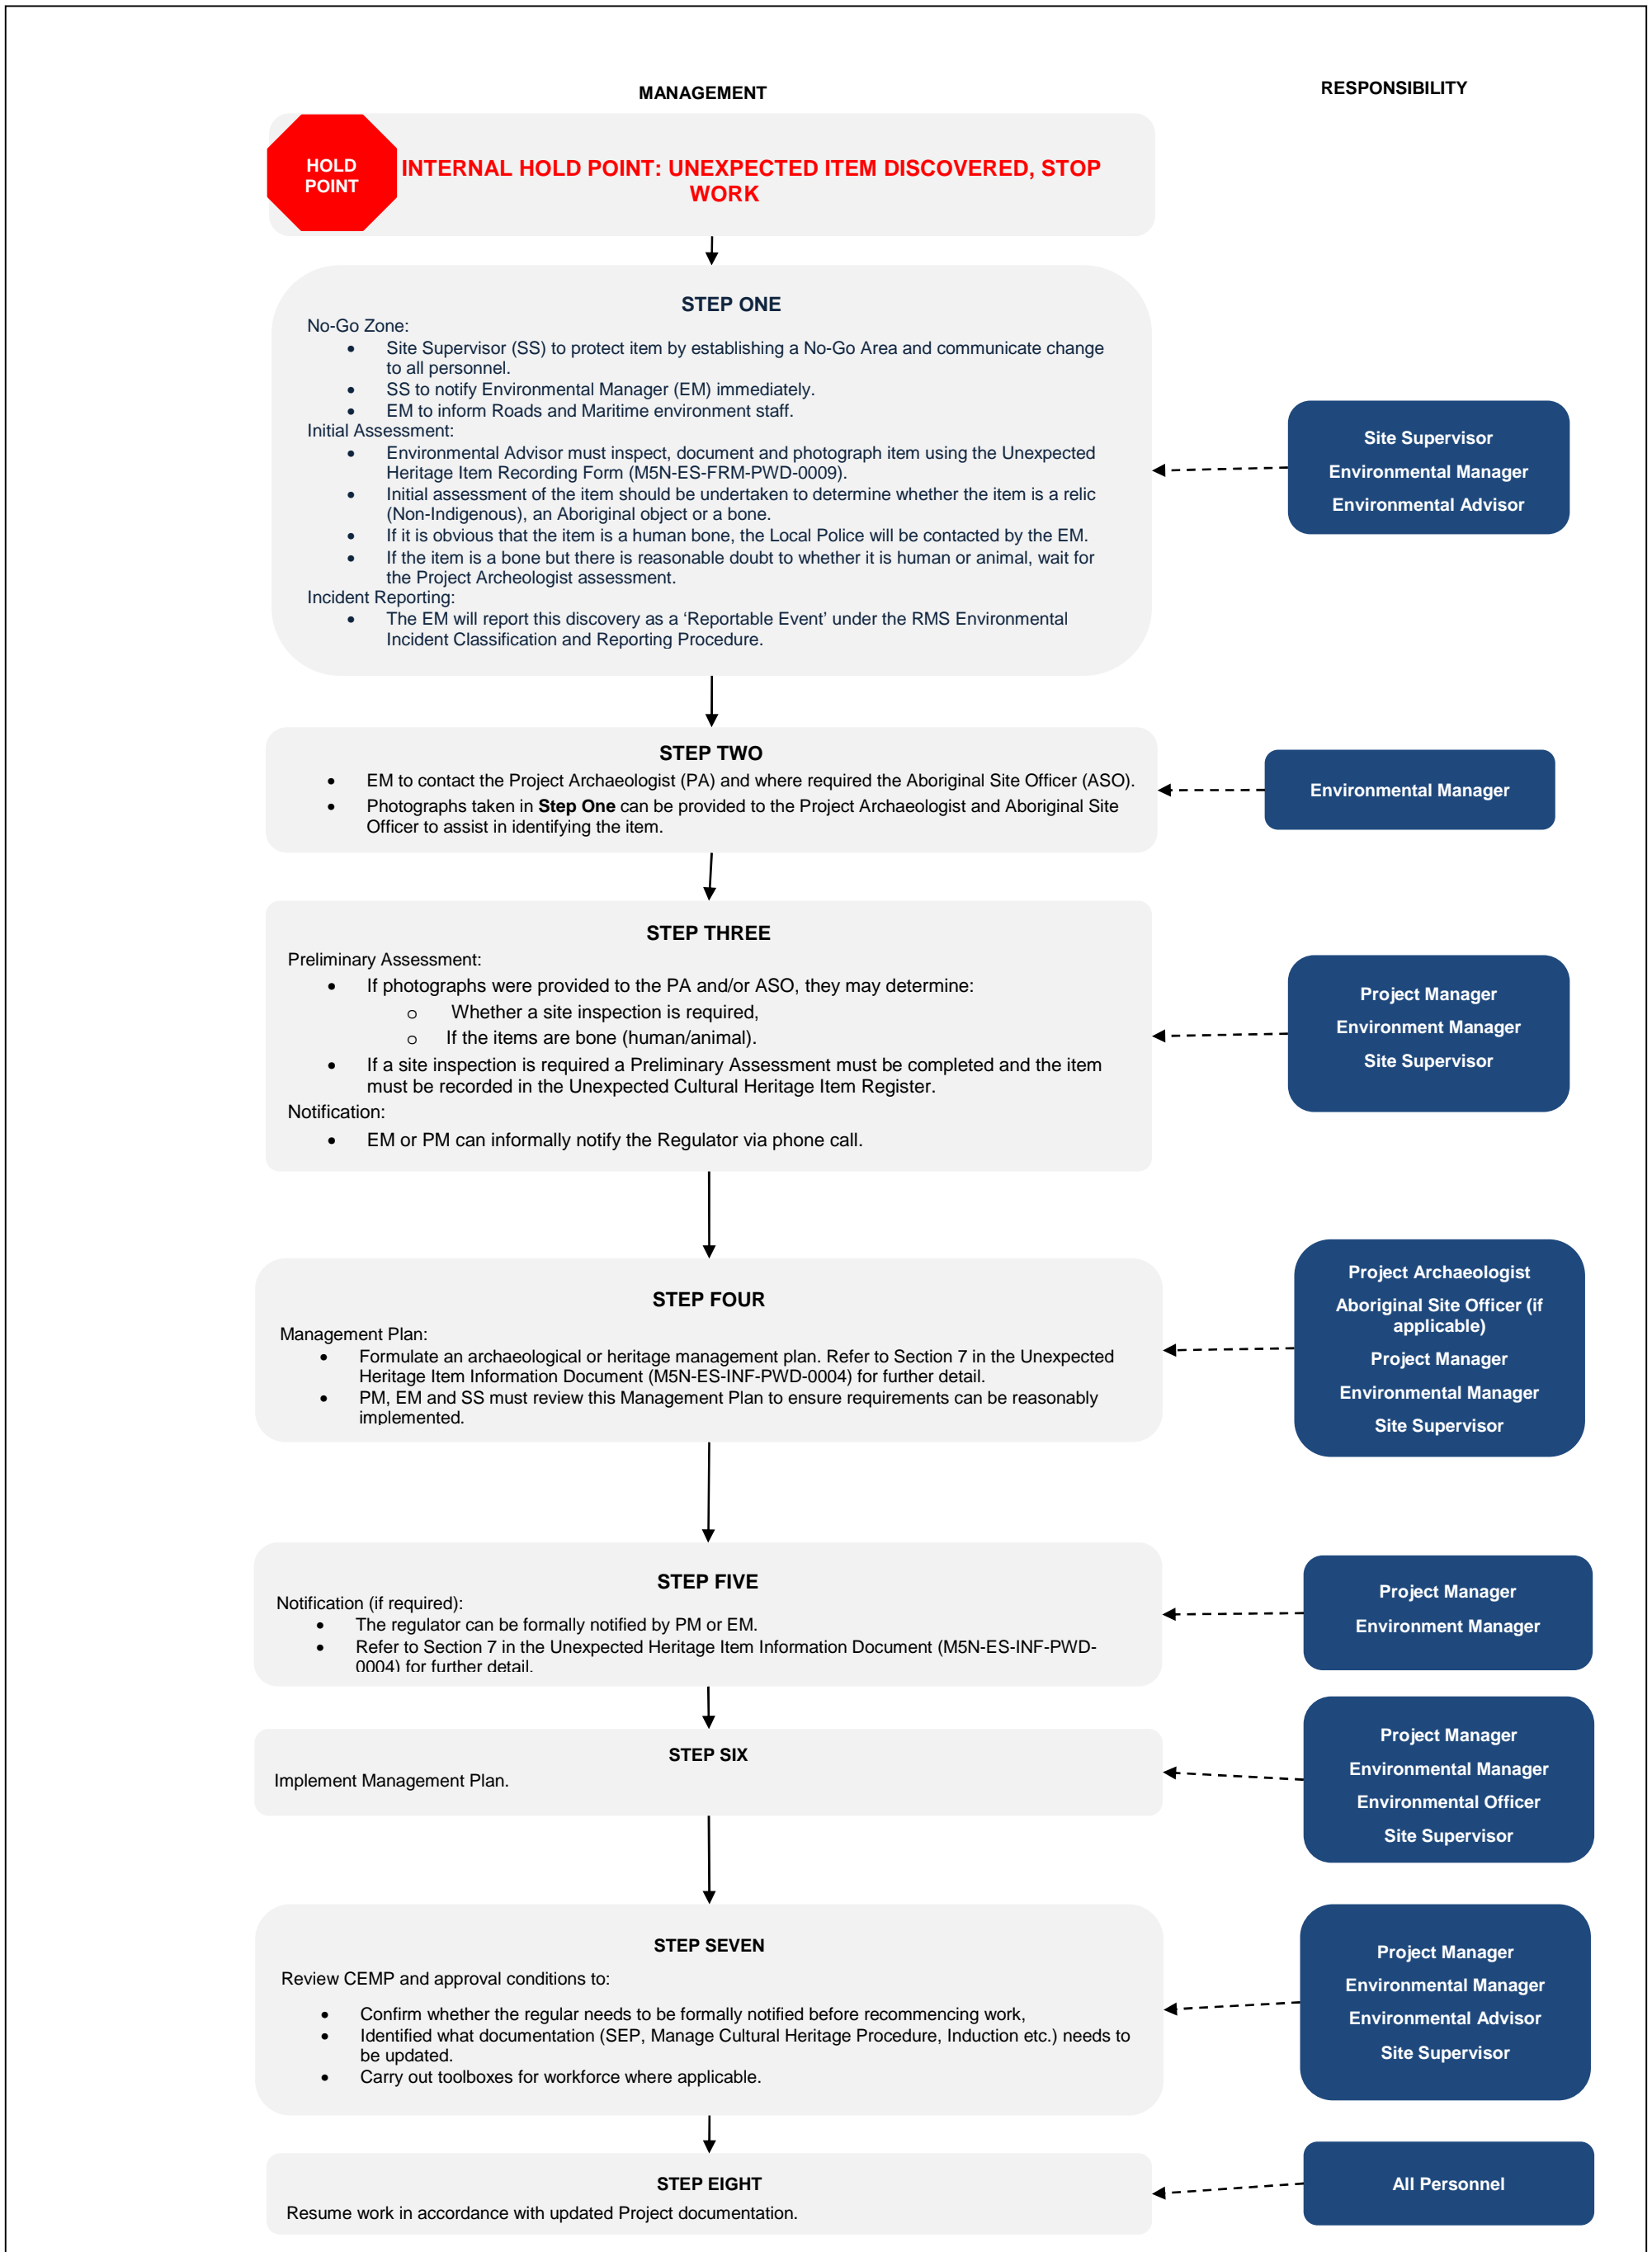 MANAGEMENT
RESPONSIBILITY
HOLD
POINT
INTERNAL HOLD POINT: UNEXPECTED ITEM DISCOVERED, STOP
WORK
STEP ONE
No-Go Zone:
• Site Supervisor (SS) to protect item by establishing a No-Go Area and communicate change
to all personnel.
• SS to notify Environmental Manager (EM) immediately.
• EM to inform Roads and Maritime environment staff.
Initial Assessment:
• Environmental Advisor must inspect, document and photograph item using the Unexpected
Heritage Item Recording Form (M5N-ES-FRM-PWD-0009).
• Initial assessment of the item should be undertaken to determine whether the item is a relic
(Non-Indigenous), an Aboriginal object or a bone.
• If it is obvious that the item is a human bone, the Local Police will be contacted by the EM.
• If the item is a bone but there is reasonable doubt to whether it is human or animal, wait for
the Project Archeologist assessment.
Incident Reporting:
• The EM will report this discovery as a ‘Reportable Event’ under the RMS Environmental
Incident Classification and Reporting Procedure.
Site Supervisor
Environmental Manager
Environmental Advisor
STEP TWO
• EM to contact the Project Archaeologist (PA) and where required the Aboriginal Site Officer (ASO).
• Photographs taken in Step One can be provided to the Project Archaeologist and Aboriginal Site
Officer to assist in identifying the item.
Environmental Manager
STEP THREE
Preliminary Assessment:
• If photographs were provided to the PA and/or ASO, they may determine:
o Whether a site inspection is required,
o If the items are bone (human/animal).
• If a site inspection is required a Preliminary Assessment must be completed and the item
must be recorded in the Unexpected Cultural Heritage Item Register.
Notification:
• EM or PM can informally notify the Regulator via phone call.
Project Manager
Environment Manager
Site Supervisor
STEP FOUR
Management Plan:
• Formulate an archaeological or heritage management plan. Refer to Section 7 in the Unexpected
Heritage Item Information Document (M5N-ES-INF-PWD-0004) for further detail.
• PM, EM and SS must review this Management Plan to ensure requirements can be reasonably
implemented.
Project Archaeologist
Aboriginal Site Officer (if
applicable)
Project Manager
Environmental Manager
Site Supervisor
STEP FIVE
Notification (if required):
• The regulator can be formally notified by PM or EM.
• Refer to Section 7 in the Unexpected Heritage Item Information Document (M5N-ES-INF-PWD-
0004) for further detail.
Project Manager
Environment Manager
STEP SIX
Implement Management Plan.
Project Manager
Environmental Manager
Environmental Officer
Site Supervisor
STEP SEVEN
Review CEMP and approval conditions to:
• Confirm whether the regular needs to be formally notified before recommencing work,
• Identified what documentation (SEP, Manage Cultural Heritage Procedure, Induction etc.) needs to
be updated.
• Carry out toolboxes for workforce where applicable.
Project Manager
Environmental Manager
Environmental Advisor
Site Supervisor
STEP EIGHT
Resume work in accordance with updated Project documentation.
All Personnel